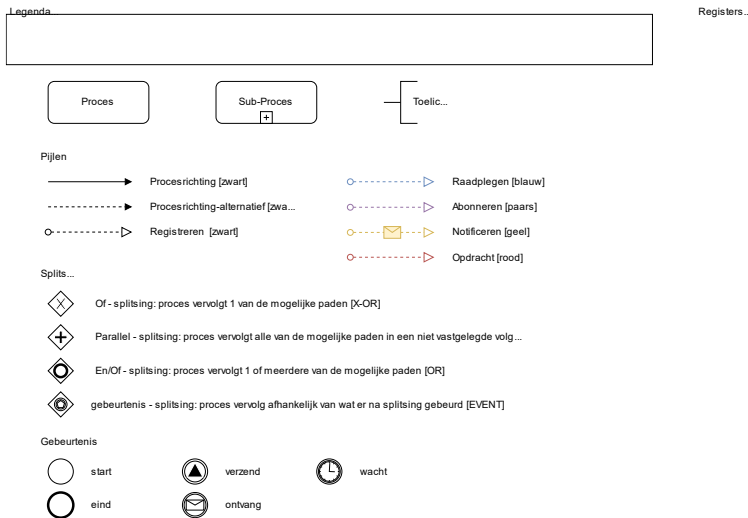 Legenda...
Registers...
Proces
Sub-Proces
Toelic...
Pijlen
Procesrichting [zwart]
Raadplegen [blauw]
Procesrichting-alternatief [zwa...
Abonneren [paars]
Registreren [zwart]
Notificeren [geel]
Opdracht [rood]
Splits...
Of - splitsing: proces vervolgt 1 van de mogelijke paden [X-OR]
Parallel - splitsing: proces vervolgt alle van de mogelijke paden in een niet vastgelegde volg...
En/Of - splitsing: proces vervolgt 1 of meerdere van de mogelijke paden [OR]
gebeurtenis - splitsing: proces vervolg afhankelijk van wat er na splitsing gebeurd [EVENT]
Gebeurtenis
start
verzend
wacht
eind
ontvang